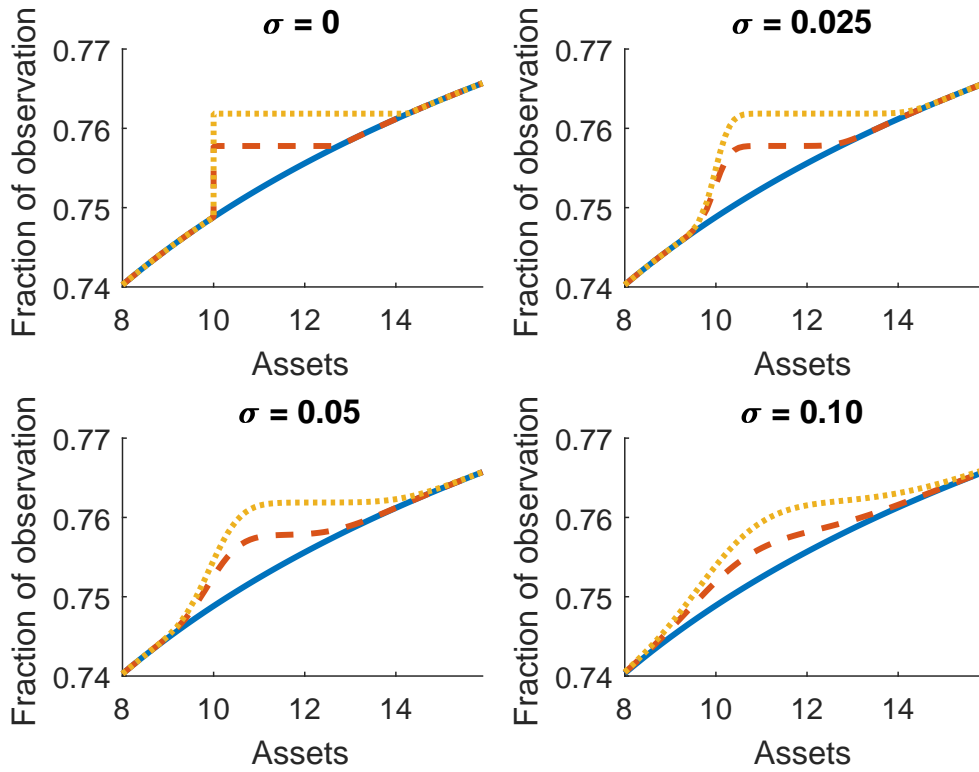 σ = 0
Fraction of observation
0.77
0.76
0.75
0.74
8
10
12
14
Assets
σ = 0.025
Fraction of observation
0.77
0.76
0.75
0.74
8
10
12
14
Assets
σ = 0.05
Fraction of observation
0.77
0.76
0.75
0.74
8
10
12
14
Assets
σ = 0.10
Fraction of observation
0.77
0.76
0.75
0.74
8
10
12
14
Assets